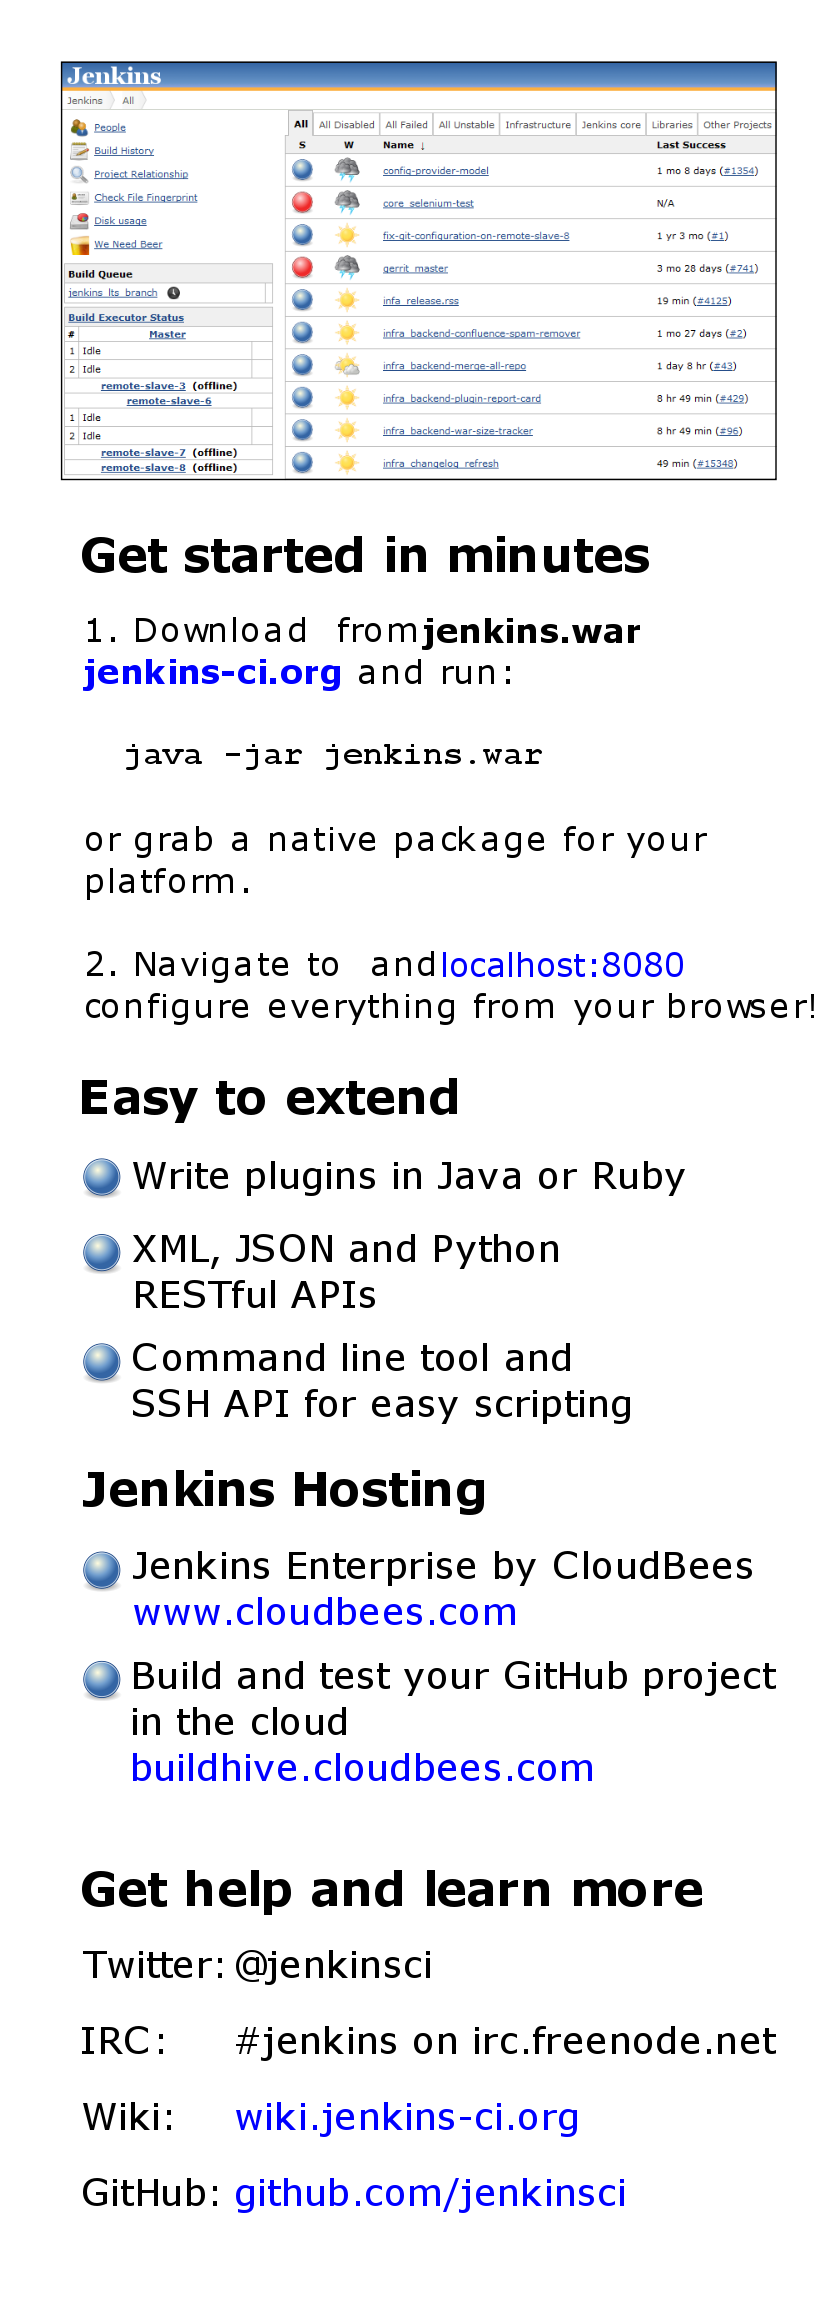 Jenkins
Jenkins All
People
Build History
Project Relationship
Check File Fingerprint
Disk usage
We Need Beer
Build Queue
jenkins_lts_branch
Build Executor Status
# Master
1 Idle
2 Idle
remote-slave-3 (offline)
remote-slave-6
1 Idle
2 Idle
remote-slave-7 (offline)
remote-slave-8 (offline)
All All Disabled All Failed All Unstable Infrastructure Jenkins core Libraries Other Projects
S W Name ↓ Last Success
config-provider-model 1 mo 8 days (#1354)
core_selenium-test N/A
fix-git-configuration-on-remote-slave-8 1 yr 3 mo (#1)
gerrit_master 3 mo 28 days (#741)
infa_release.rss 19 min (#4125)
infra_backend-confluence-spam-remover 1 mo 27 days (#2)
infra_backend-merge-all-repo 1 day 8 hr (#43)
infra_backend-plugin-report-card 8 hr 49 min (#429)
infra_backend-war-size-tracker 8 hr 49 min (#96)
infra_changelog_refresh 49 min (#15348)
Get started in minutes
1. Download from jenkins.war
jenkins-ci.org and run:
java -jar jenkins.war
or grab a native package for your
platform.
2. Navigate to and localhost:8080
configure everything from your browser!
Easy to extend
Write plugins in Java or Ruby
XML, JSON and Python
RESTful APIs
Command line tool and
SSH API for easy scripting
Jenkins Hosting
Jenkins Enterprise by CloudBees
www.cloudbees.com
Build and test your GitHub project
in the cloud
buildhive.cloudbees.com
Get help and learn more
Twitter: @jenkinsci
IRC: #jenkins on irc.freenode.net
Wiki: wiki.jenkins-ci.org
GitHub: github.com/jenkinsci